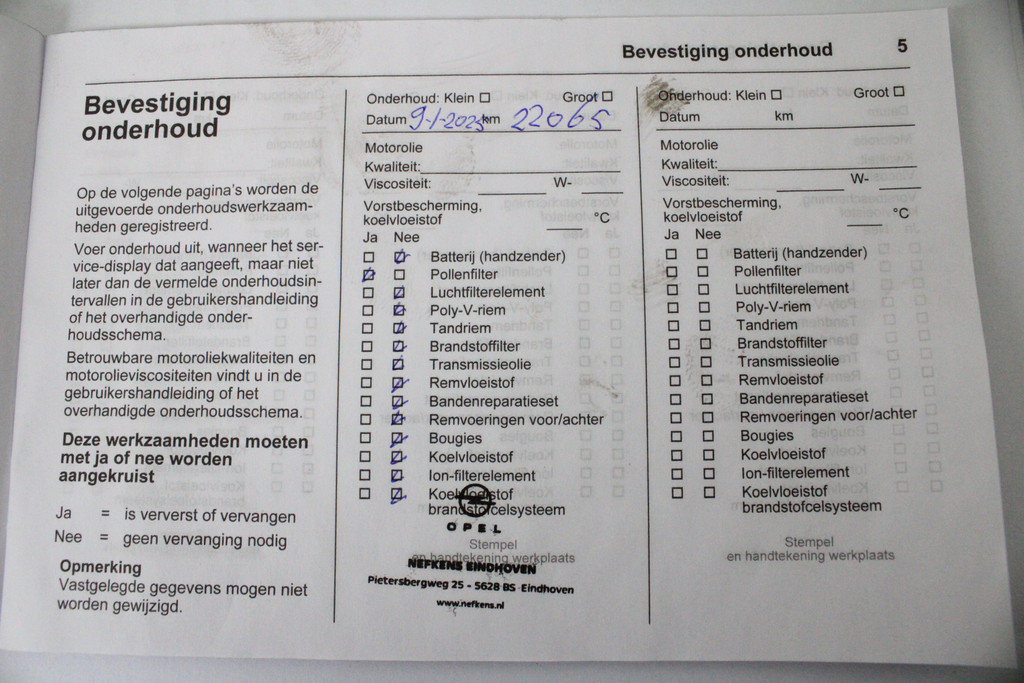 Bevestiging onderhoud 5
Bevestiging
onderhoud
Op de volgende pagina's worden de
uitgevoerde onderhoudswerkzaam-
heden geregistreerd.
Voer onderhoud uit, wanneer het ser-
vice-display dat aangeeft, maar niet
later dan de vermelde onderhoudsin-
tervallen in de gebruikershandleiding
of het overhandigde onder-
houdsschema.
Betrouwbare motoroliekwaliteiten en
motorolieviscositeiten vindt u in de
gebruikershandleiding of het
overhandigde onderhoudsschema.
Deze werkzaamheden moeten
met ja of nee worden
aangekruist
Ja = is ververst of vervangen
Nee = geen vervanging nodig
Opmerking
Vastgelegde gegevens mogen niet
worden gewijzigd.
Onderhoud: Klein ☐ Groot ☐
Datum 9-1-2025 km 22065
Motorolie
Kwaliteit:
Viscositeit: W-
Vorstbescherming,
koelvloeistof °C
Ja Nee
Batterij (handzender)
Pollenfilter
Luchtfilterelement
Poly-V-riem
Tandriem
Brandstoffilter
Transmissieolie
Remvloeistof
Bandenreparatieset
Remvoeringen voor/achter
Bougies
Koelvloeistof
Ion-filterelement
Koelvloeistof
brandstofcelsysteem
OPEL
Stempel
en handtekening werkplaats
NEFKENS EINDHOVEN
Pietersbergweg 25 - 5628 BS Eindhoven
www.nefkens.nl
Onderhoud: Klein ☐ Groot ☐
Datum km
Motorolie
Kwaliteit:
Viscositeit: W-
Vorstbescherming,
koelvloeistof °C
Ja Nee
Batterij (handzender)
Pollenfilter
Luchtfilterelement
Poly-V-riem
Tandriem
Brandstoffilter
Transmissieolie
Remvloeistof
Bandenreparatieset
Remvoeringen voor/achter
Bougies
Koelvloeistof
Ion-filterelement
Koelvloeistof
brandstofcelsysteem
Stempel
en handtekening werkplaats